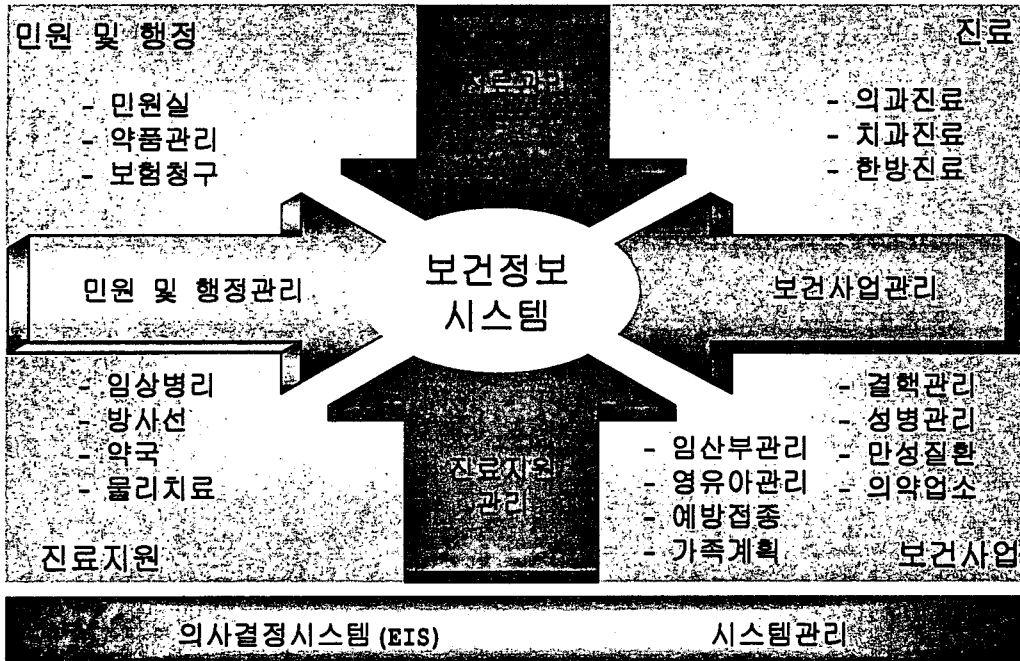 민원 및 행정
- 민원실
- 약품관리
- 보험청구
진료관리
진료
- 의과진료
- 치과진료
- 한방진료
민원 및 행정관리
보건정보
시스템
보건사업관리
- 임상병리
- 방사선
- 약국
- 물리치료
진료지원
진료지원
관리
- 임산부관리
- 영유아관리
- 예방접종
- 가족계획
- 결핵관리
- 성병관리
- 만성질환
- 의약업소
보건사업
의사결정시스템 (EIS)
시스템관리